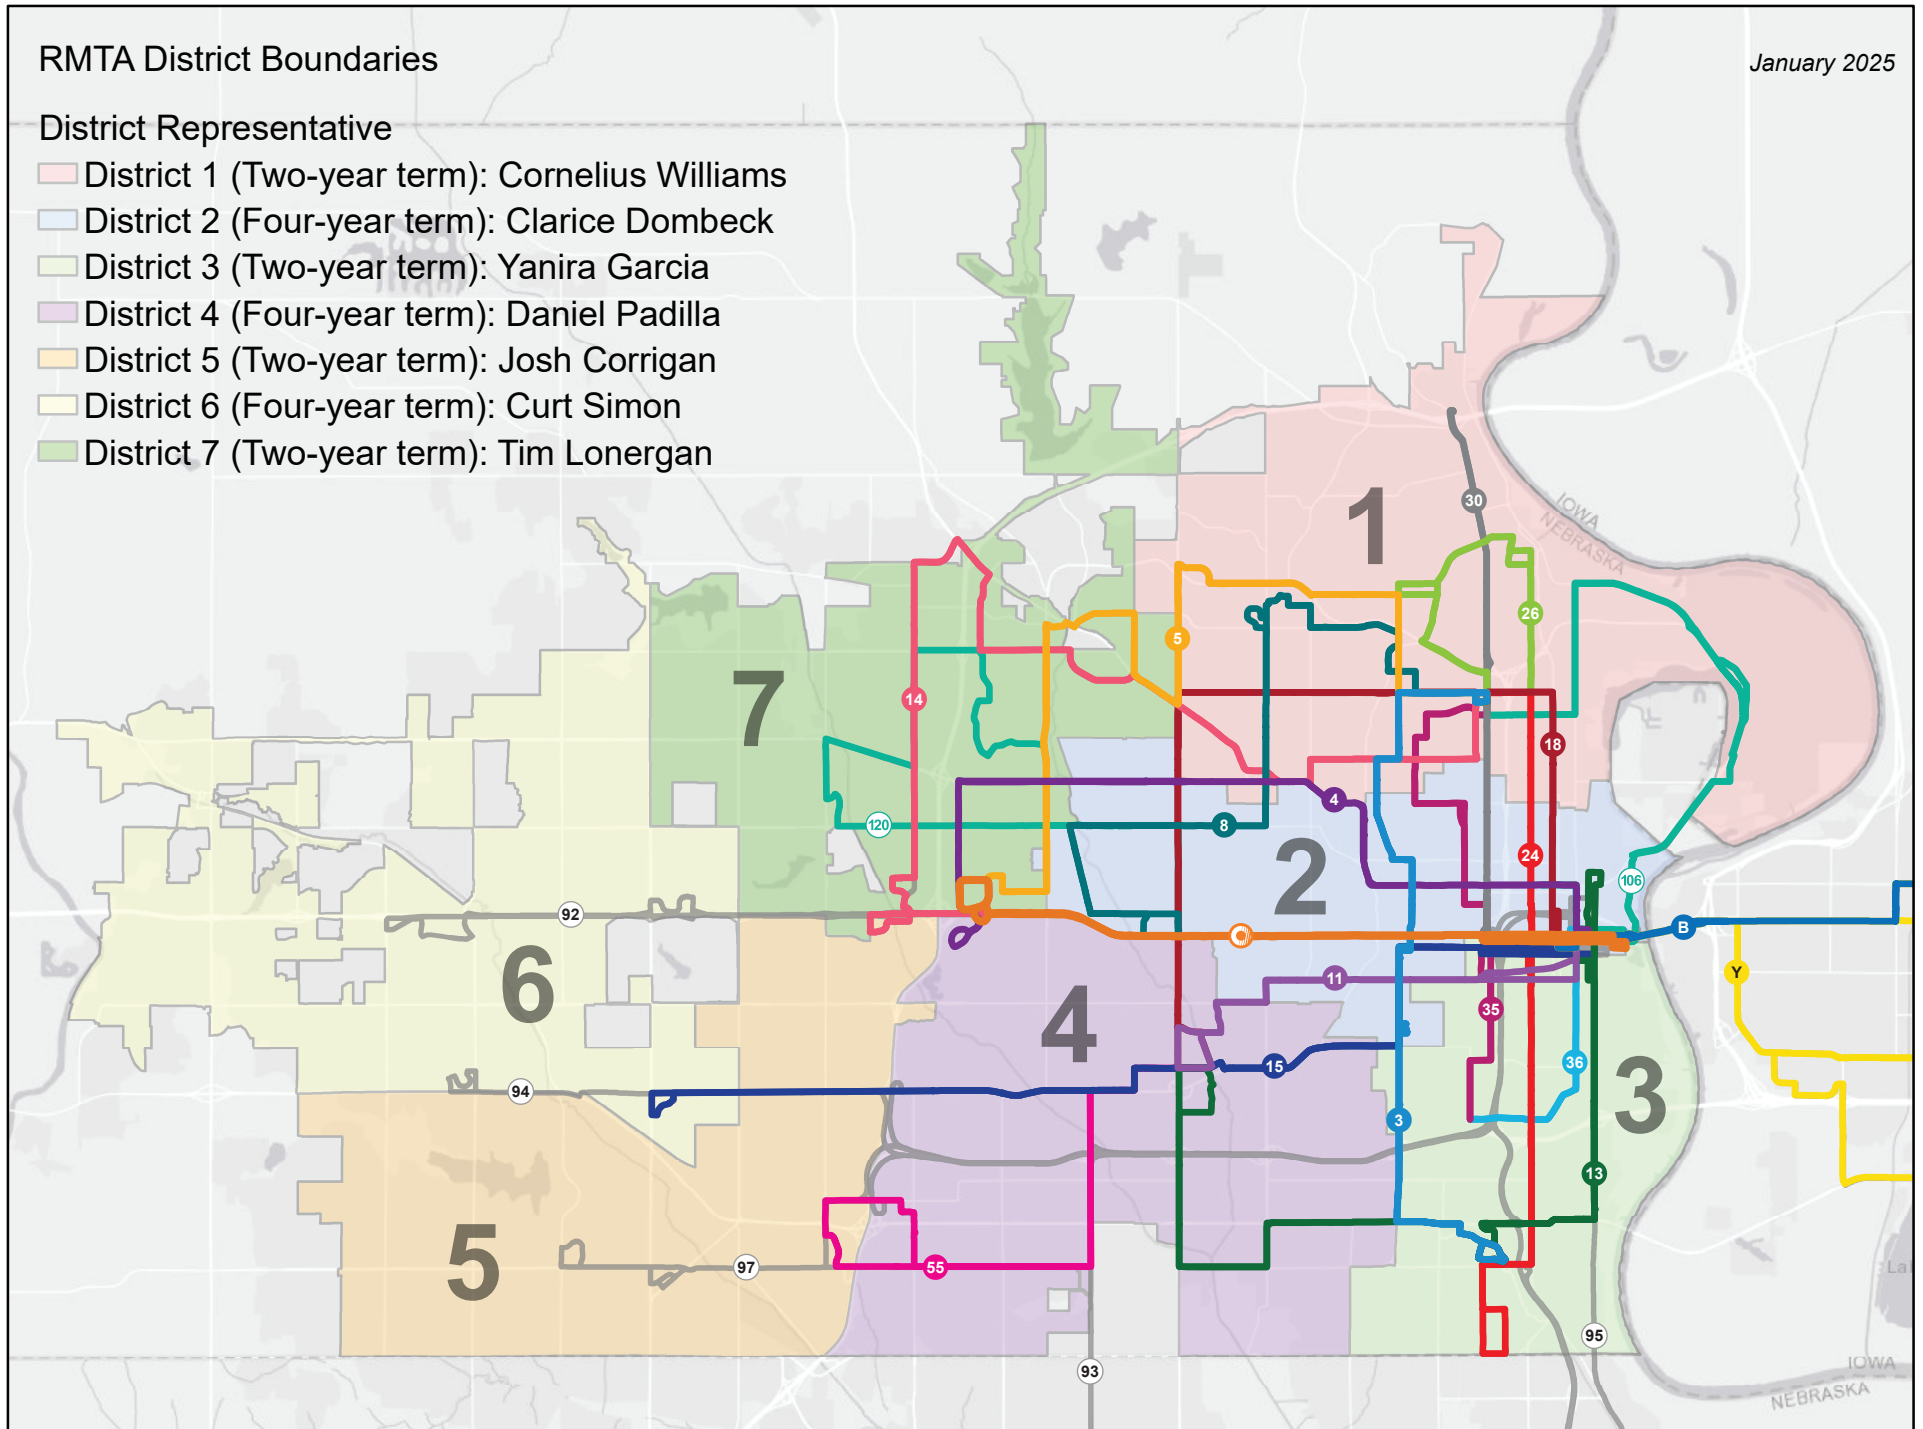 RMTA District Boundaries
January 2025
District Representative
District 1 (Two-year term): Cornelius Williams
District 2 (Four-year term): Clarice Dombeck
District 3 (Two-year term): Yanira Garcia
District 4 (Four-year term): Daniel Padilla
District 5 (Two-year term): Josh Corrigan
District 6 (Four-year term): Curt Simon
District 7 (Two-year term): Tim Lonergan
1
30
IOWA
NEBRASKA
26
5
7
14
18
4
120
8
24
2
106
92
B
6
11
Y
4
35
15
36
94
3
3
13
5
97
55
La
95
93
IOWA
NEBRASKA